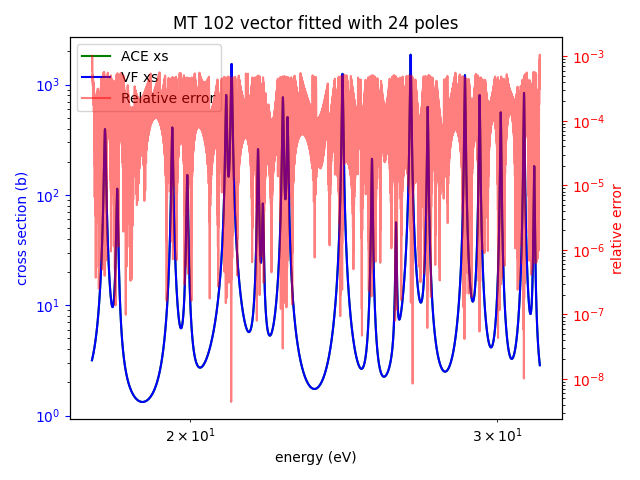 MT 102 vector fitted with 24 poles
ACE xs
VF xs
Relative error
10³
10²
10¹
10⁰
cross section (b)
10⁻³
10⁻⁴
10⁻⁵
10⁻⁶
10⁻⁷
10⁻⁸
relative error
2 × 10¹
3 × 10¹
energy (eV)